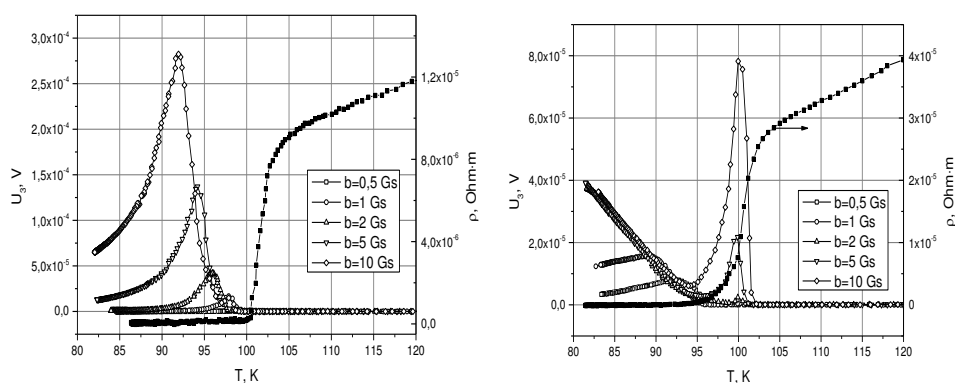 3,0x10⁻⁴
2,5x10⁻⁴
2,0x10⁻⁴
1,5x10⁻⁴
1,0x10⁻⁴
5,0x10⁻⁵
0,0
U₃, V
80 85 90 95 100 105 110 115 120
T, K
1,2x10⁻⁵
9,0x10⁻⁶
6,0x10⁻⁶
3,0x10⁻⁶
0,0
ρ, Ohm·m
b=0,5 Gs
b=1 Gs
b=2 Gs
b=5 Gs
b=10 Gs
8,0x10⁻⁵
6,0x10⁻⁵
4,0x10⁻⁵
2,0x10⁻⁵
0,0
U₃, V
80 85 90 95 100 105 110 115 120
T, K
4x10⁻⁵
3x10⁻⁵
2x10⁻⁵
1x10⁻⁵
0
ρ, Ohm·m
b=0,5 Gs
b=1 Gs
b=2 Gs
b=5 Gs
b=10 Gs